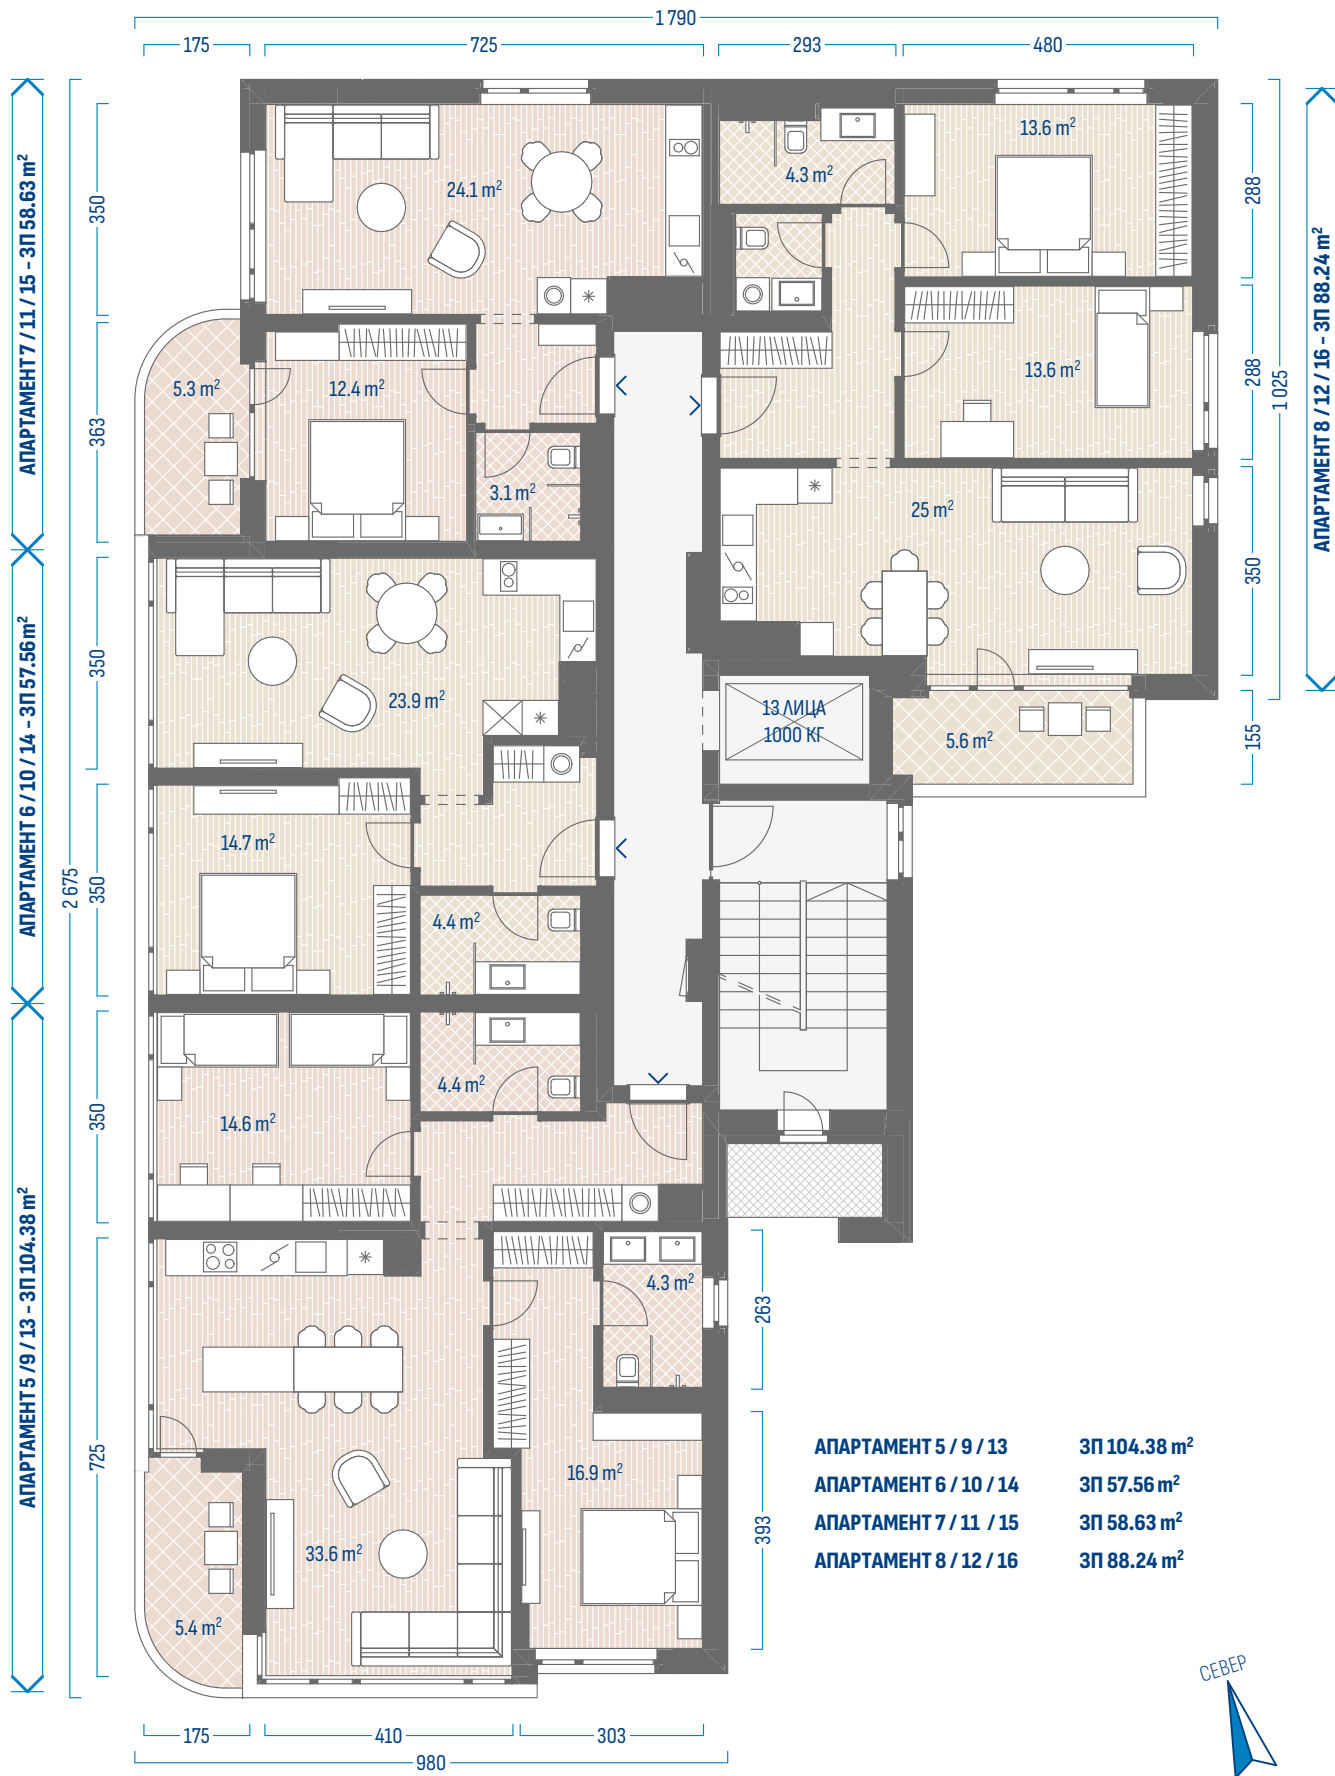 1 790
175
725
293
480
АПАРТАМЕНТ 7 / 11 / 15 - ЗП 58.63 m²
350
24.1 m²
4.3 m²
13.6 m²
288
АПАРТАМЕНТ 8 / 12 / 16 - ЗП 88.24 m²
363
5.3 m²
12.4 m²
3.1 m²
13.6 m²
288
1 025
25 m²
350
АПАРТАМЕНТ 6 / 10 / 14 - ЗП 57.56 m²
350
23.9 m²
13 ЛИЦА
1000 КГ
5.6 m²
155
2 675
350
14.7 m²
4.4 m²
АПАРТАМЕНТ 5 /9 / 13 - ЗП 104.38 m²
350
14.6 m²
4.4 m²
4.3 m²
263
725
33.6 m²
16.9 m²
393
5.4 m²
АПАРТАМЕНТ 5 / 9 / 13 ЗП 104.38 m²
АПАРТАМЕНТ 6 / 10 / 14 ЗП 57.56 m²
АПАРТАМЕНТ 7 / 11 / 15 ЗП 58.63 m²
АПАРТАМЕНТ 8 / 12 / 16 ЗП 88.24 m²
СЕВЕР
175
410
303
980